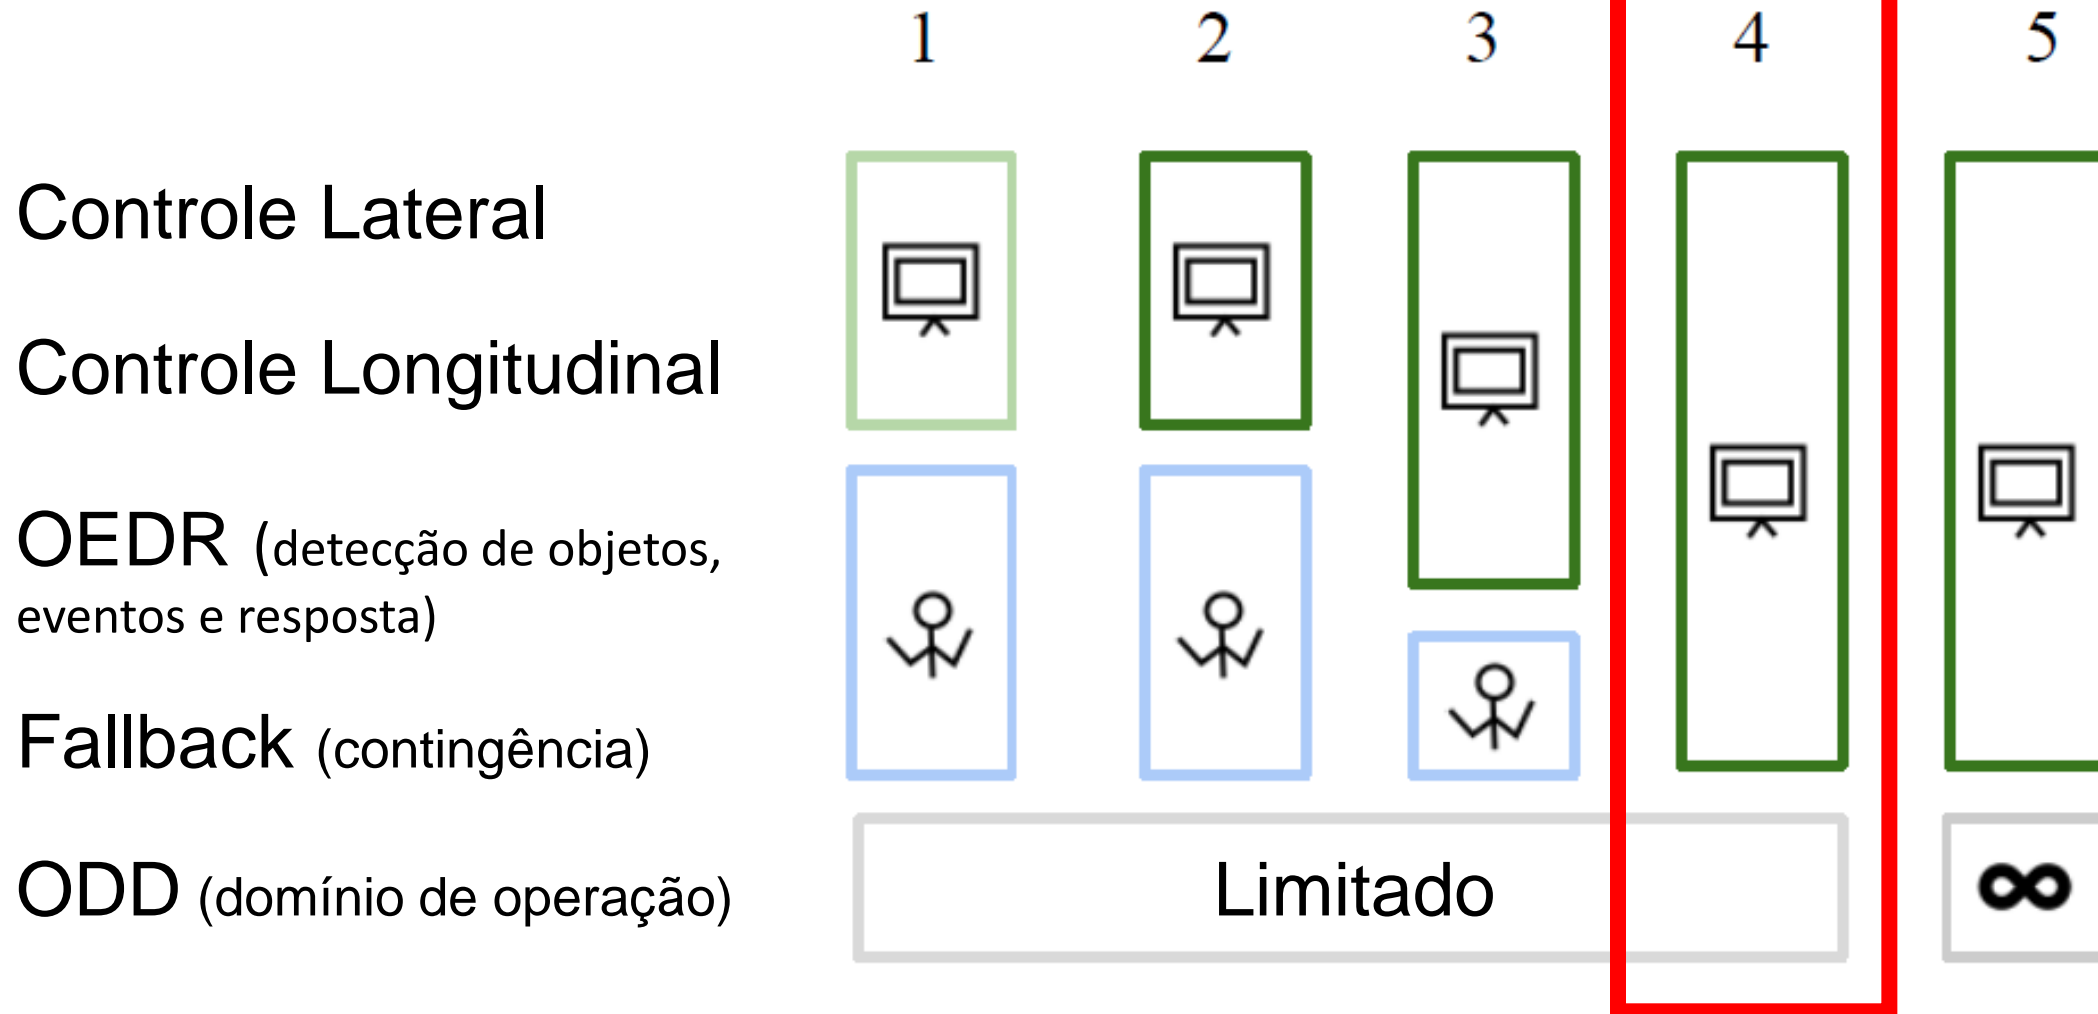 1 2 3 4 5
Controle Lateral
Controle Longitudinal
OEDR (detecção de objetos,
eventos e resposta)
Fallback (contingência)
ODD (domínio de operação)
Limitado
∞